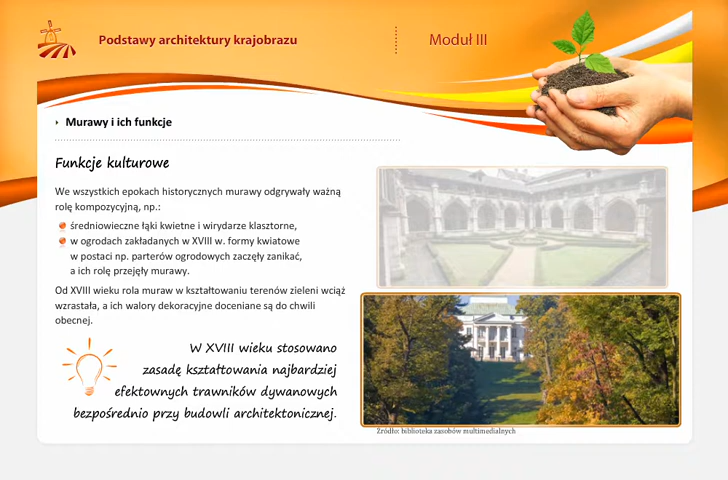 Podstawy architektury krajobrazu
Moduł III
Murawy i ich funkcje
Funkcje kulturowe
We wszystkich epokach historycznych murawy odgrywały ważną
rolę kompozycyjną, np.:
średniowieczne łąki kwietne i wirydarze klasztorne,
w ogrodach zakładanych w XVIII w. formy kwiatowe
w postaci np. parterów ogrodowych zaczęły zanikać,
a ich rolę przejęły murawy.
Od XVIII wieku rola muraw w kształtowaniu terenów zieleni wciąż
wzrastała, a ich walory dekoracyjne doceniane są do chwili
obecnej.
W XVIII wieku stosowano
zasadę kształtowania najbardziej
efektownych trawników dywanowych
bezpośrednio przy budowli architektonicznej.
Źródło: biblioteka zasobów multimedialnych